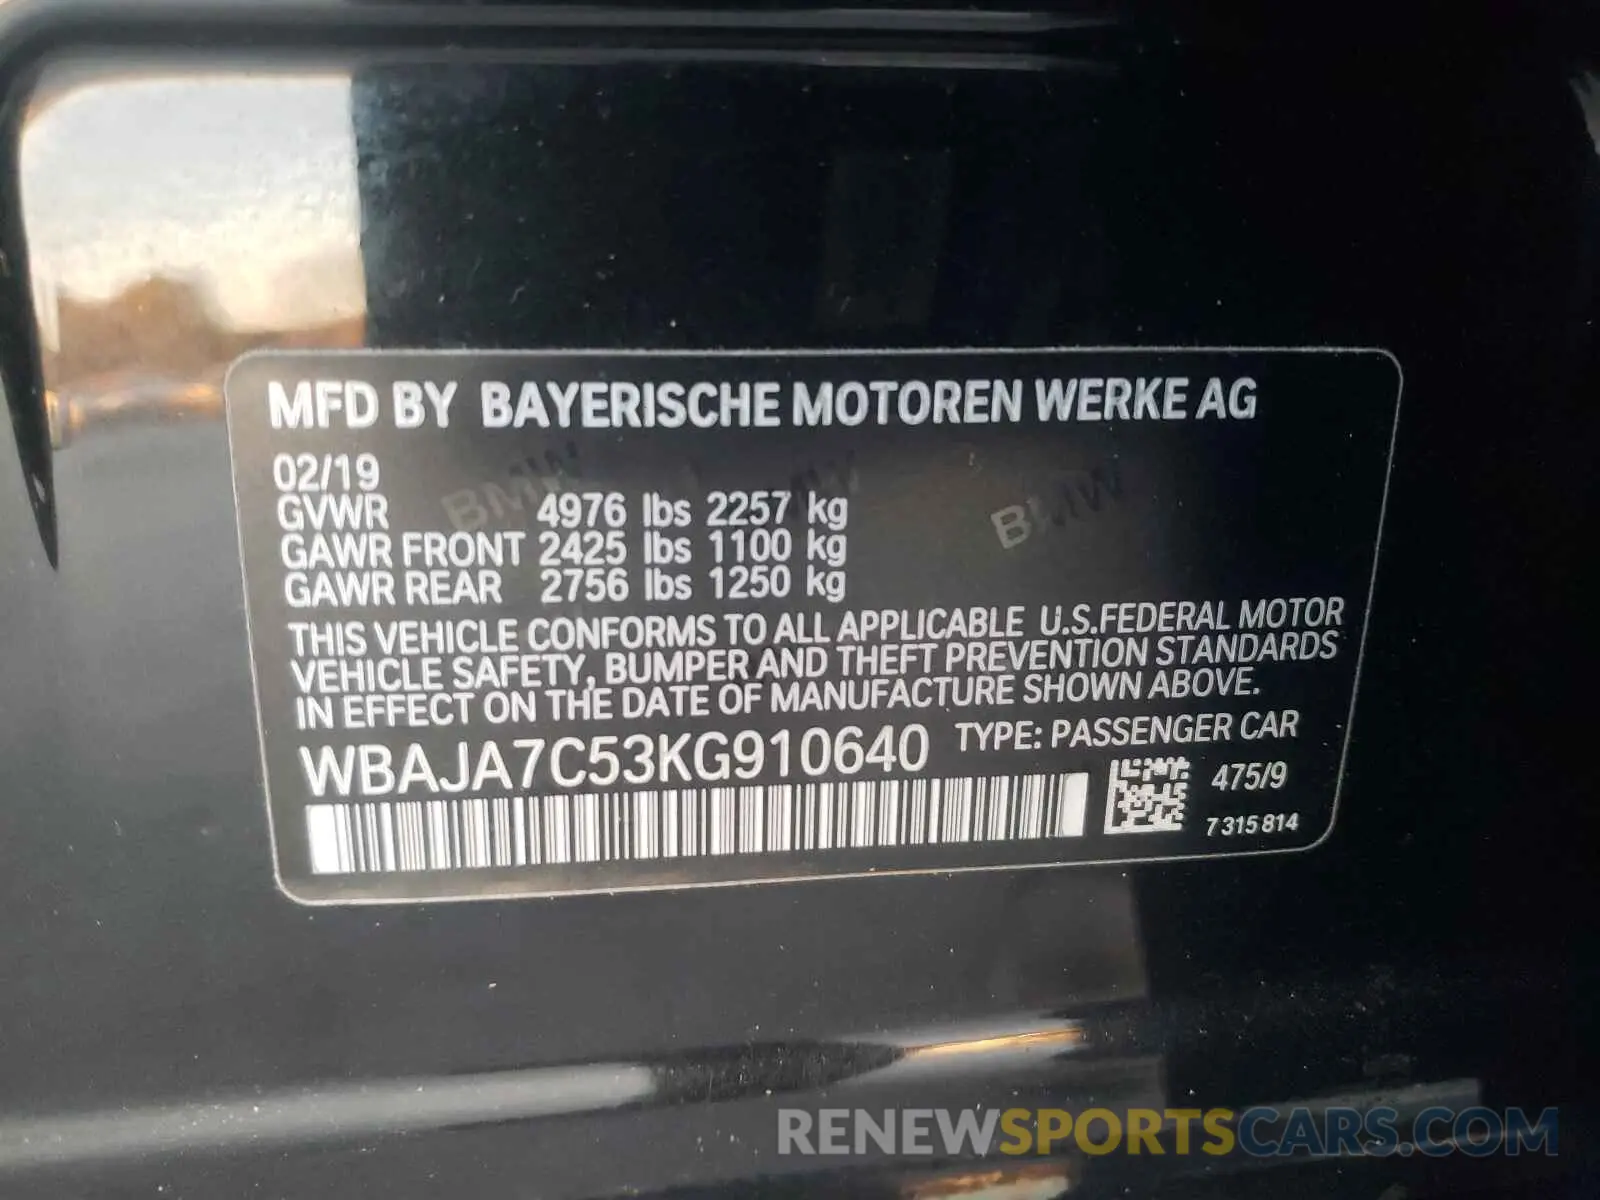 MFD BY BAYERISCHE MOTOREN WERKE AG
02/19
GVWR 4976 lbs 2257 kg
GAWR FRONT 2425 lbs 1100 kg
GAWR REAR 2756 lbs 1250 kg
BMW BMW BMW
THIS VEHICLE CONFORMS TO ALL APPLICABLE U.S.FEDERAL MOTOR
VEHICLE SAFETY, BUMPER AND THEFT PREVENTION STANDARDS
IN EFFECT ON THE DATE OF MANUFACTURE SHOWN ABOVE.
WBAJA7C53KG910640 TYPE: PASSENGER CAR
475/9
7 315 814
RENEWSPORTSCARS.COM